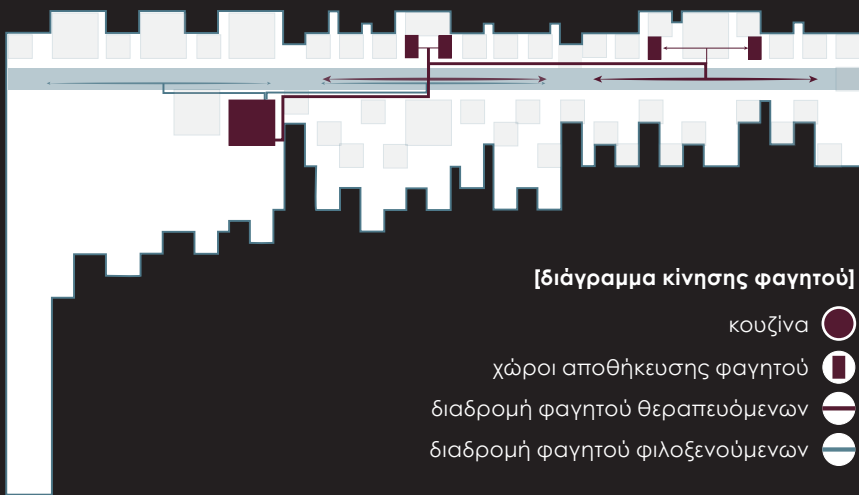 [διάγραμμα κίνησης φαγητού]
κουζίνα
χώροι αποθήκευσης φαγητού
διαδρομή φαγητού θεραπευόμενων
διαδρομή φαγητού φιλοξενούμενων